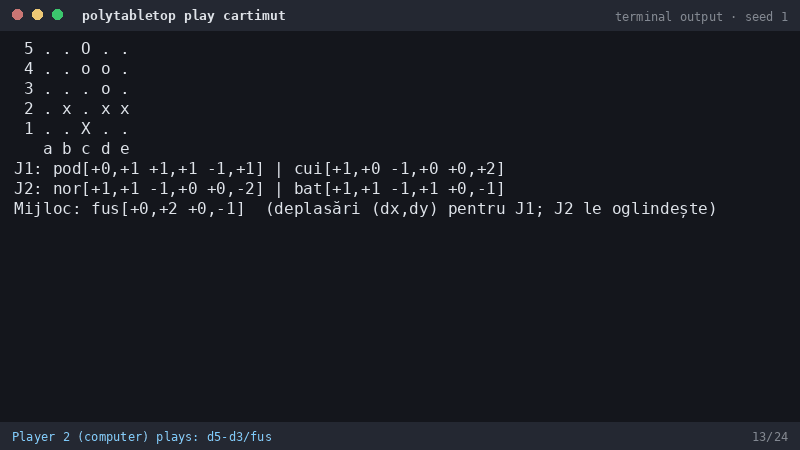 polytabletop play cartimut
terminal output · seed 1
5 . . O . .
4 . . o o .
3 . . . o .
2 . x . x x
1 . . X . .
a b c d e
J1: pod[+0,+1 +1,+1 -1,+1] | cui[+1,+0 -1,+0 +0,+2]
J2: nor[+1,+1 -1,+0 +0,-2] | bat[+1,+1 -1,+1 +0,-1]
Mijloc: fus[+0,+2 +0,-1]  (deplasări (dx,dy) pentru J1; J2 le oglindește)
Player 2 (computer) plays: d5-d3/fus
13/24